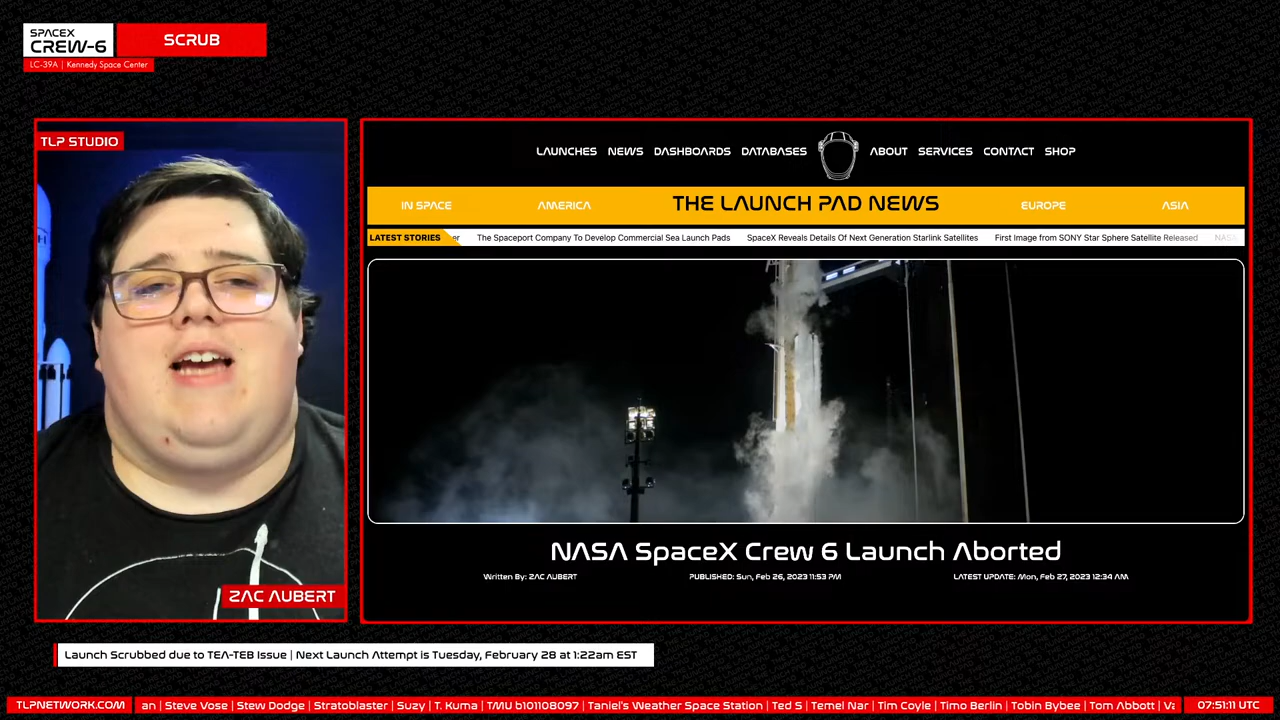 SPACEX
CREW-6
SCRUB
LC-39A | Kennedy Space Center
TLP STUDIO
ZAC AUBERT
LAUNCHES NEWS DASHBOARDS DATABASES ABOUT SERVICES CONTACT SHOP
IN SPACE AMERICA THE LAUNCH PAD NEWS EUROPE ASIA
LATEST STORIES er The Spaceport Company To Develop Commercial Sea Launch Pads SpaceX Reveals Details Of Next Generation Starlink Satellites First Image from SONY Star Sphere Satellite Released NAS
NASA SpaceX Crew 6 Launch Aborted
Written By: ZAC AUBERT PUBLISHED: Sun, Feb 26, 2023 11:53 PM LATEST UPDATE: Mon, Feb 27, 2023 12:34 AM
Launch Scrubbed due to TEA-TEB Issue | Next Launch Attempt is Tuesday, February 28 at 1:22am EST
TLPNETWORK.COM an | Steve Vose | Stew Dodge | Stratoblaster | Suzy | T. Kuma | TMU b101108097 | Taniel's Weather Space Station | Ted S | Temel Nar | Tim Coyle | Timo Berlin | Tobin Bybee | Tom Abbott | Va 07:51:11 UTC